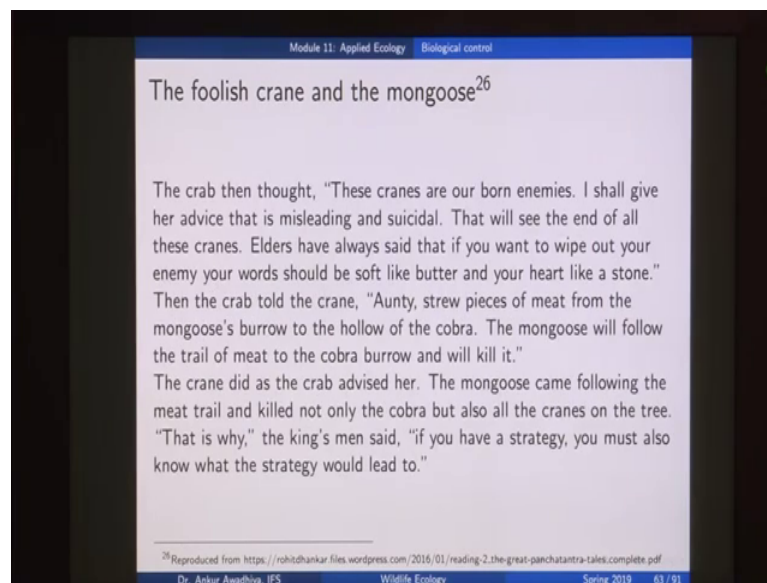 Module 11: Applied Ecology Biological control
The foolish crane and the mongoose26
The crab then thought, “These cranes are our born enemies. I shall give
her advice that is misleading and suicidal. That will see the end of all
these cranes. Elders have always said that if you want to wipe out your
enemy your words should be soft like butter and your heart like a stone.”
Then the crab told the crane, “Aunty, strew pieces of meat from the
mongoose’s burrow to the hollow of the cobra. The mongoose will follow
the trail of meat to the cobra burrow and will kill it.”
The crane did as the crab advised her. The mongoose came following the
meat trail and killed not only the cobra but also all the cranes on the tree.
“That is why,” the king’s men said, “if you have a strategy, you must also
know what the strategy would lead to.”
26Reproduced from https://rohitdhankar.files.wordpress.com/2016/01/reading-2.the-great-panchatantra-tales.complete.pdf
Dr. Ankur Awadhiya, IFS Wildlife Ecology Spring 2019 63/91